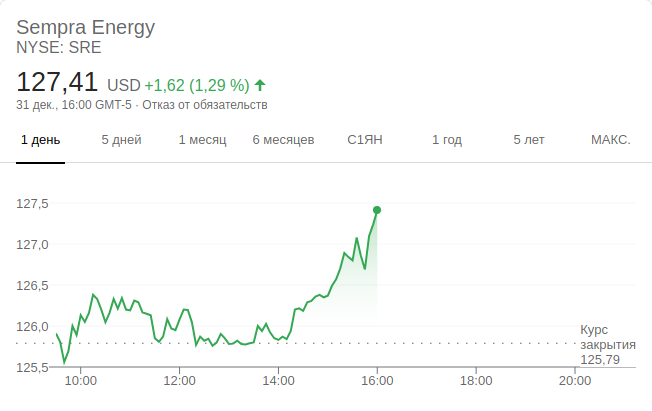 Sempra Energy
NYSE: SRE
127,41 USD +1,62 (1,29 %)
31 дек., 16:00 GMT-5 · Отказ от обязательств
1 день 5 дней 1 месяц 6 месяцев С1ЯН 1 год 5 лет МАКС.
127,5
127,0
126,5
126,0
125,5
Курс
закрытия
125,79
10:00 12:00 14:00 16:00 18:00 20:00